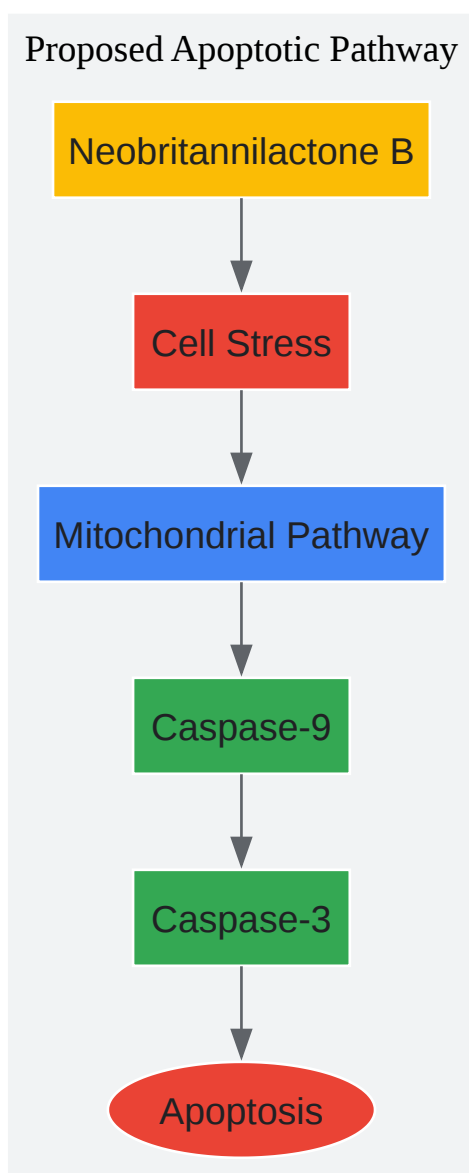 Proposed Apoptotic Pathway
Neobritannilactone B
Cell Stress
Mitochondrial Pathway
Caspase-9
Caspase-3
Apoptosis